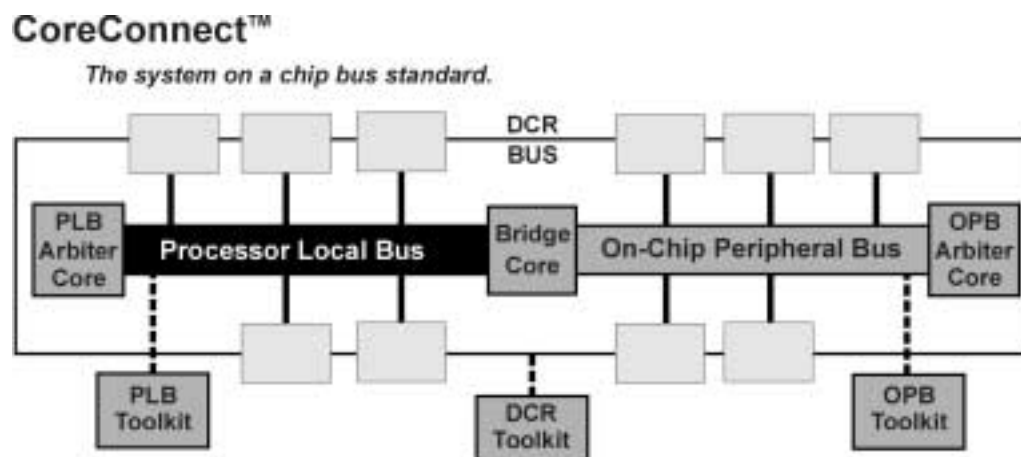 CoreConnect™
The system on a chip bus standard.
DCR
BUS
PLB
Arbiter
Core
Processor Local Bus
Bridge
Core
On-Chip Peripheral Bus
OPB
Arbiter
Core
PLB
Toolkit
DCR
Toolkit
OPB
Toolkit